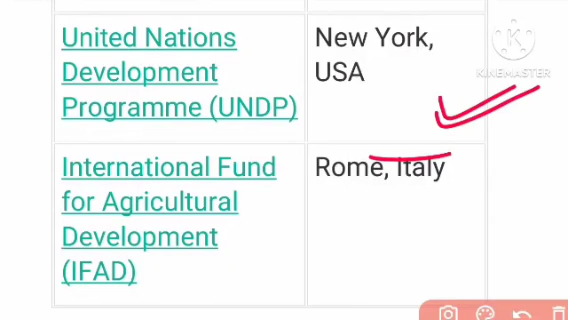 United Nations
Development
Programme (UNDP)
New York,
USA
KINEMASTER
International Fund
for Agricultural
Development
(IFAD)
Rome, Italy